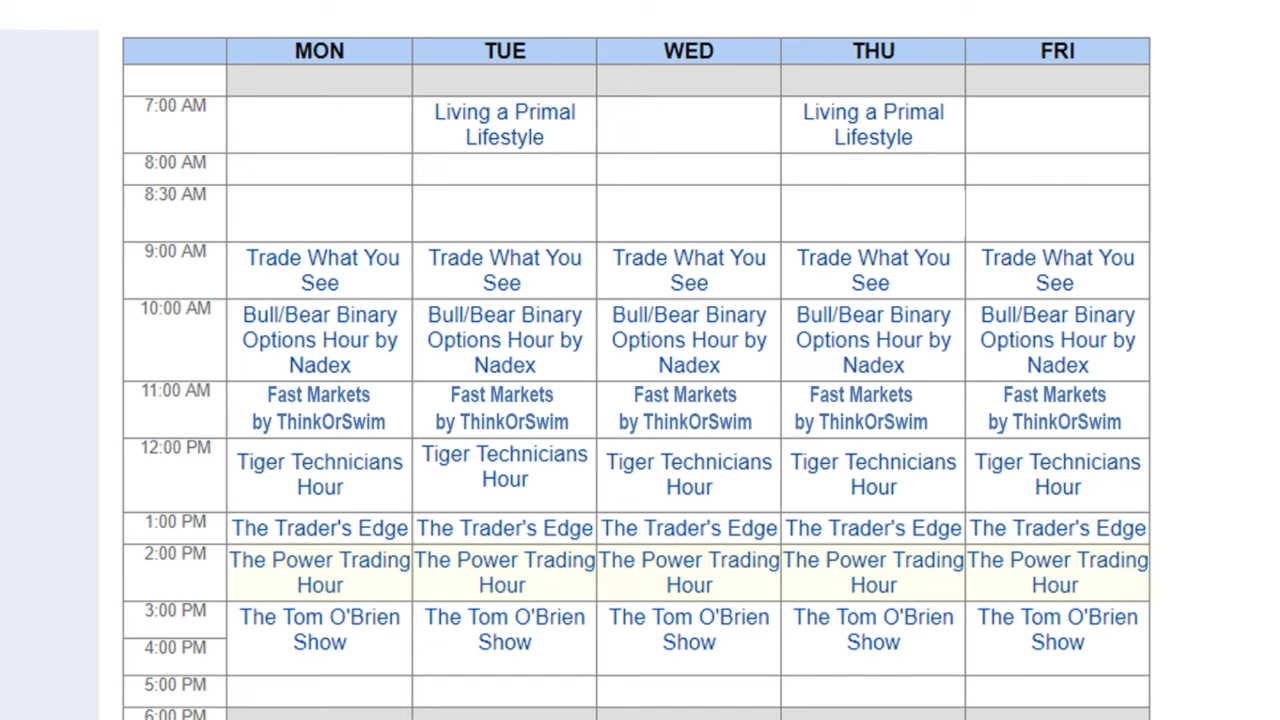 MON TUE WED THU FRI
7:00 AM
Living a Primal Living a Primal
Lifestyle Lifestyle
8:00 AM
8:30 AM
9:00 AM
Trade What You Trade What You Trade What You Trade What You Trade What You
See See See See See
10:00 AM
Bull/Bear Binary Bull/Bear Binary Bull/Bear Binary Bull/Bear Binary Bull/Bear Binary
Options Hour by Options Hour by Options Hour by Options Hour by Options Hour by
Nadex Nadex Nadex Nadex Nadex
11:00 AM
Fast Markets Fast Markets Fast Markets Fast Markets Fast Markets
by ThinkOrSwim by ThinkOrSwim by ThinkOrSwim by ThinkOrSwim by ThinkOrSwim
12:00 PM
Tiger Technicians Tiger Technicians Tiger Technicians Tiger Technicians Tiger Technicians
Hour Hour Hour Hour Hour
1:00 PM
The Trader's Edge The Trader's Edge The Trader's Edge The Trader's Edge The Trader's Edge
2:00 PM
The Power Trading The Power Trading The Power Trading The Power Trading The Power Trading
Hour Hour Hour Hour Hour
3:00 PM
The Tom O'Brien The Tom O'Brien The Tom O'Brien The Tom O'Brien The Tom O'Brien
Show Show Show Show Show
4:00 PM
5:00 PM
6:00 PM